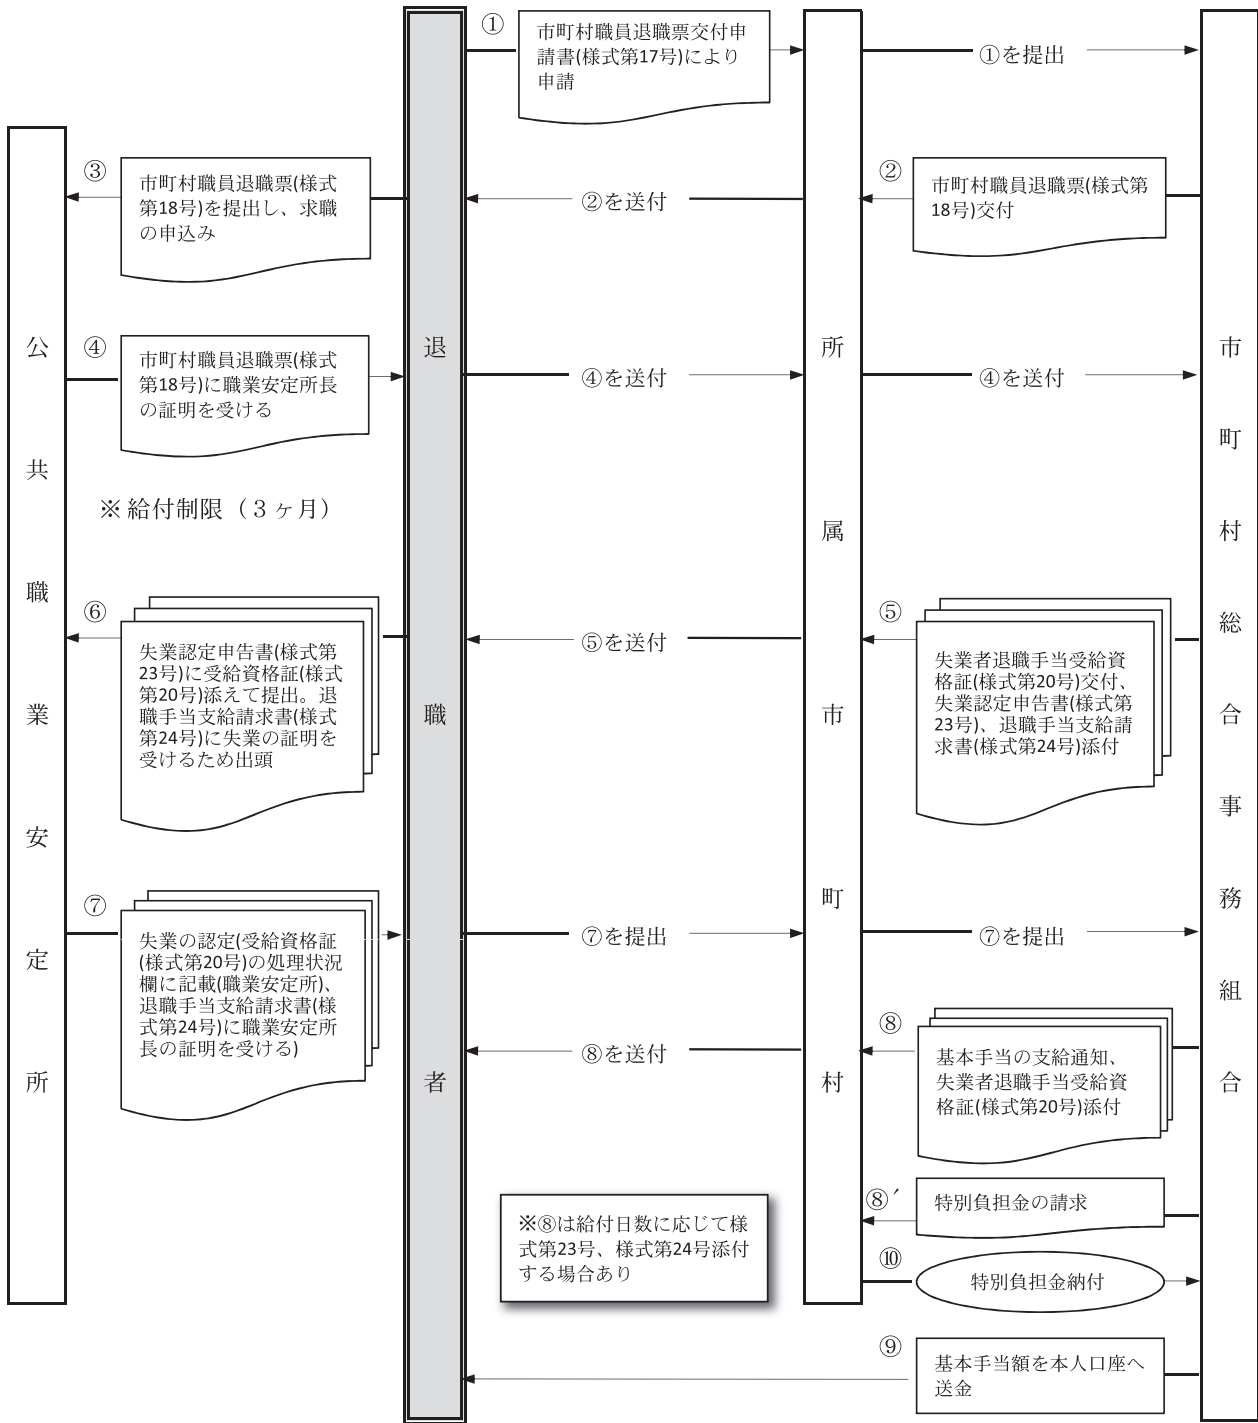 ①
市町村職員退職票交付申
請書(様式第17号)により
申請
①を提出
③
市町村職員退職票(様式
第18号)を提出し、求職
の申込み
②を送付
②
市町村職員退職票(様式第
18号)交付
④
市町村職員退職票(様式
第18号)に職業安定所長
の証明を受ける
④を送付
④を送付
※ 給付制限（３ヶ月）
⑥
失業認定申告書(様式第
23号)に受給資格証(様式
第20号)添えて提出。退
職手当支給請求書(様式
第24号)に失業の証明を
受けるため出頭
⑤を送付
⑤
失業者退職手当受給資
格証(様式第20号)交付、
失業認定申告書(様式第
23号)、退職手当支給請
求書(様式第24号)添付
⑦
失業の認定(受給資格証
(様式第20号)の処理状況
欄に記載(職業安定所)、
退職手当支給請求書(様
式第24号)に職業安定所
長の証明を受ける)
⑦を提出
⑦を提出
⑧を送付
⑧
基本手当の支給通知、
失業者退職手当受給資
格証(様式第20号)添付
⑧´
特別負担金の請求
※⑧は給付日数に応じて様
式第23号、様式第24号添付
する場合あり
⑩
特別負担金納付
⑨
基本手当額を本人口座へ
送金
公共職業安定所
退職者
所属市町村
市町村総合事務組合